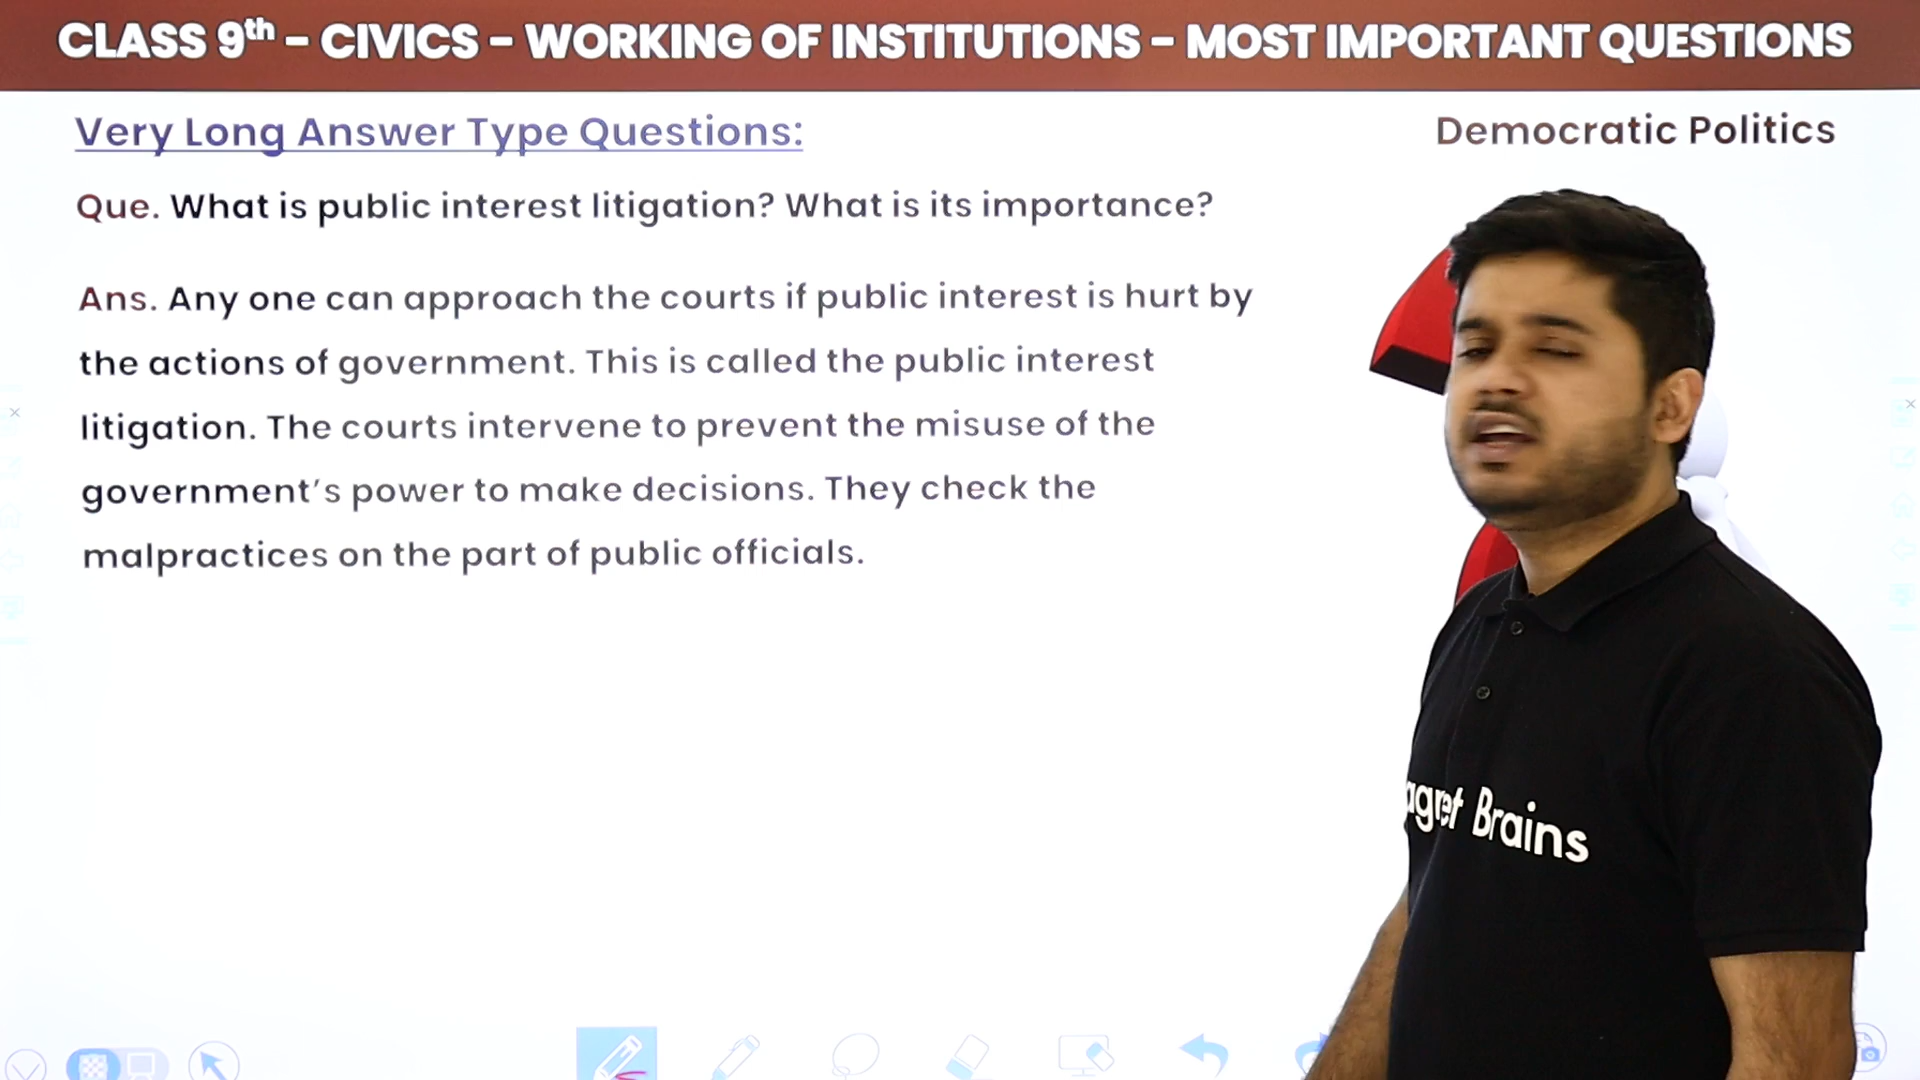 CLASS 9th – CIVICS – WORKING OF INSTITUTIONS – MOST IMPORTANT QUESTIONS
Very Long Answer Type Questions:
Democratic Politics
Que. What is public interest litigation? What is its importance?
Ans. Any one can approach the courts if public interest is hurt by
the actions of government. This is called the public interest
litigation. The courts intervene to prevent the misuse of the
government’s power to make decisions. They check the
malpractices on the part of public officials.
Brains